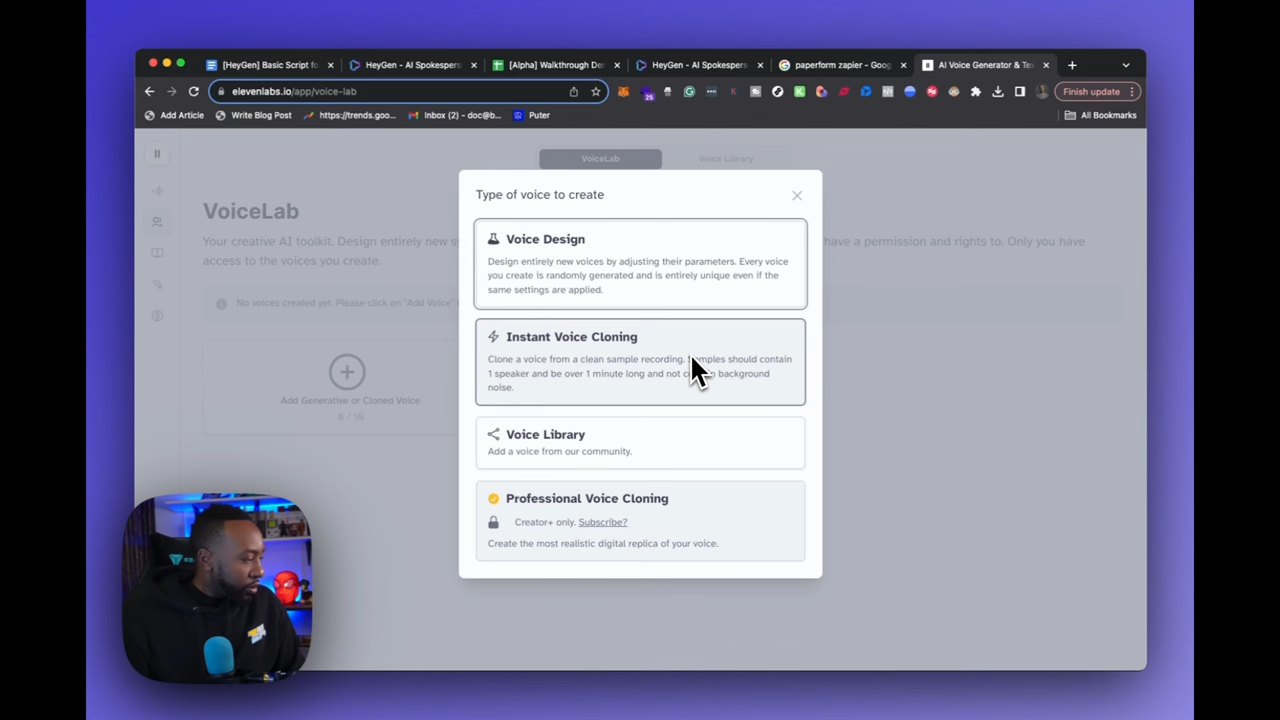 [HeyGen] Basic Script fo
HeyGen - AI Spokespers
[Alpha] Walkthrough De
HeyGen - AI Spokespers
paperform zapier - Goog
AI Voice Generator & Te
elevenlabs.io/app/voice-lab
25
Finish update
Add Article
Write Blog Post
https://trends.goo...
Inbox (2) - doc@b...
Puter
All Bookmarks
VoiceLab
Voice Library
Type of voice to create
VoiceLab
Your creative AI toolkit. Design entirely new sy
have a permission and rights to. Only you have
access to the voices you create.
No voices created yet. Please click on "Add Voice"
Add Generative or Cloned Voice
0 / 10
Voice Design
Design entirely new voices by adjusting their parameters. Every voice
you create is randomly generated and is entirely unique even if the
same settings are applied.
Instant Voice Cloning
Clone a voice from a clean sample recording. Samples should contain
1 speaker and be over 1 minute long and not background
noise.
Voice Library
Add a voice from our community.
Professional Voice Cloning
Creator+ only. Subscribe?
Create the most realistic digital replica of your voice.